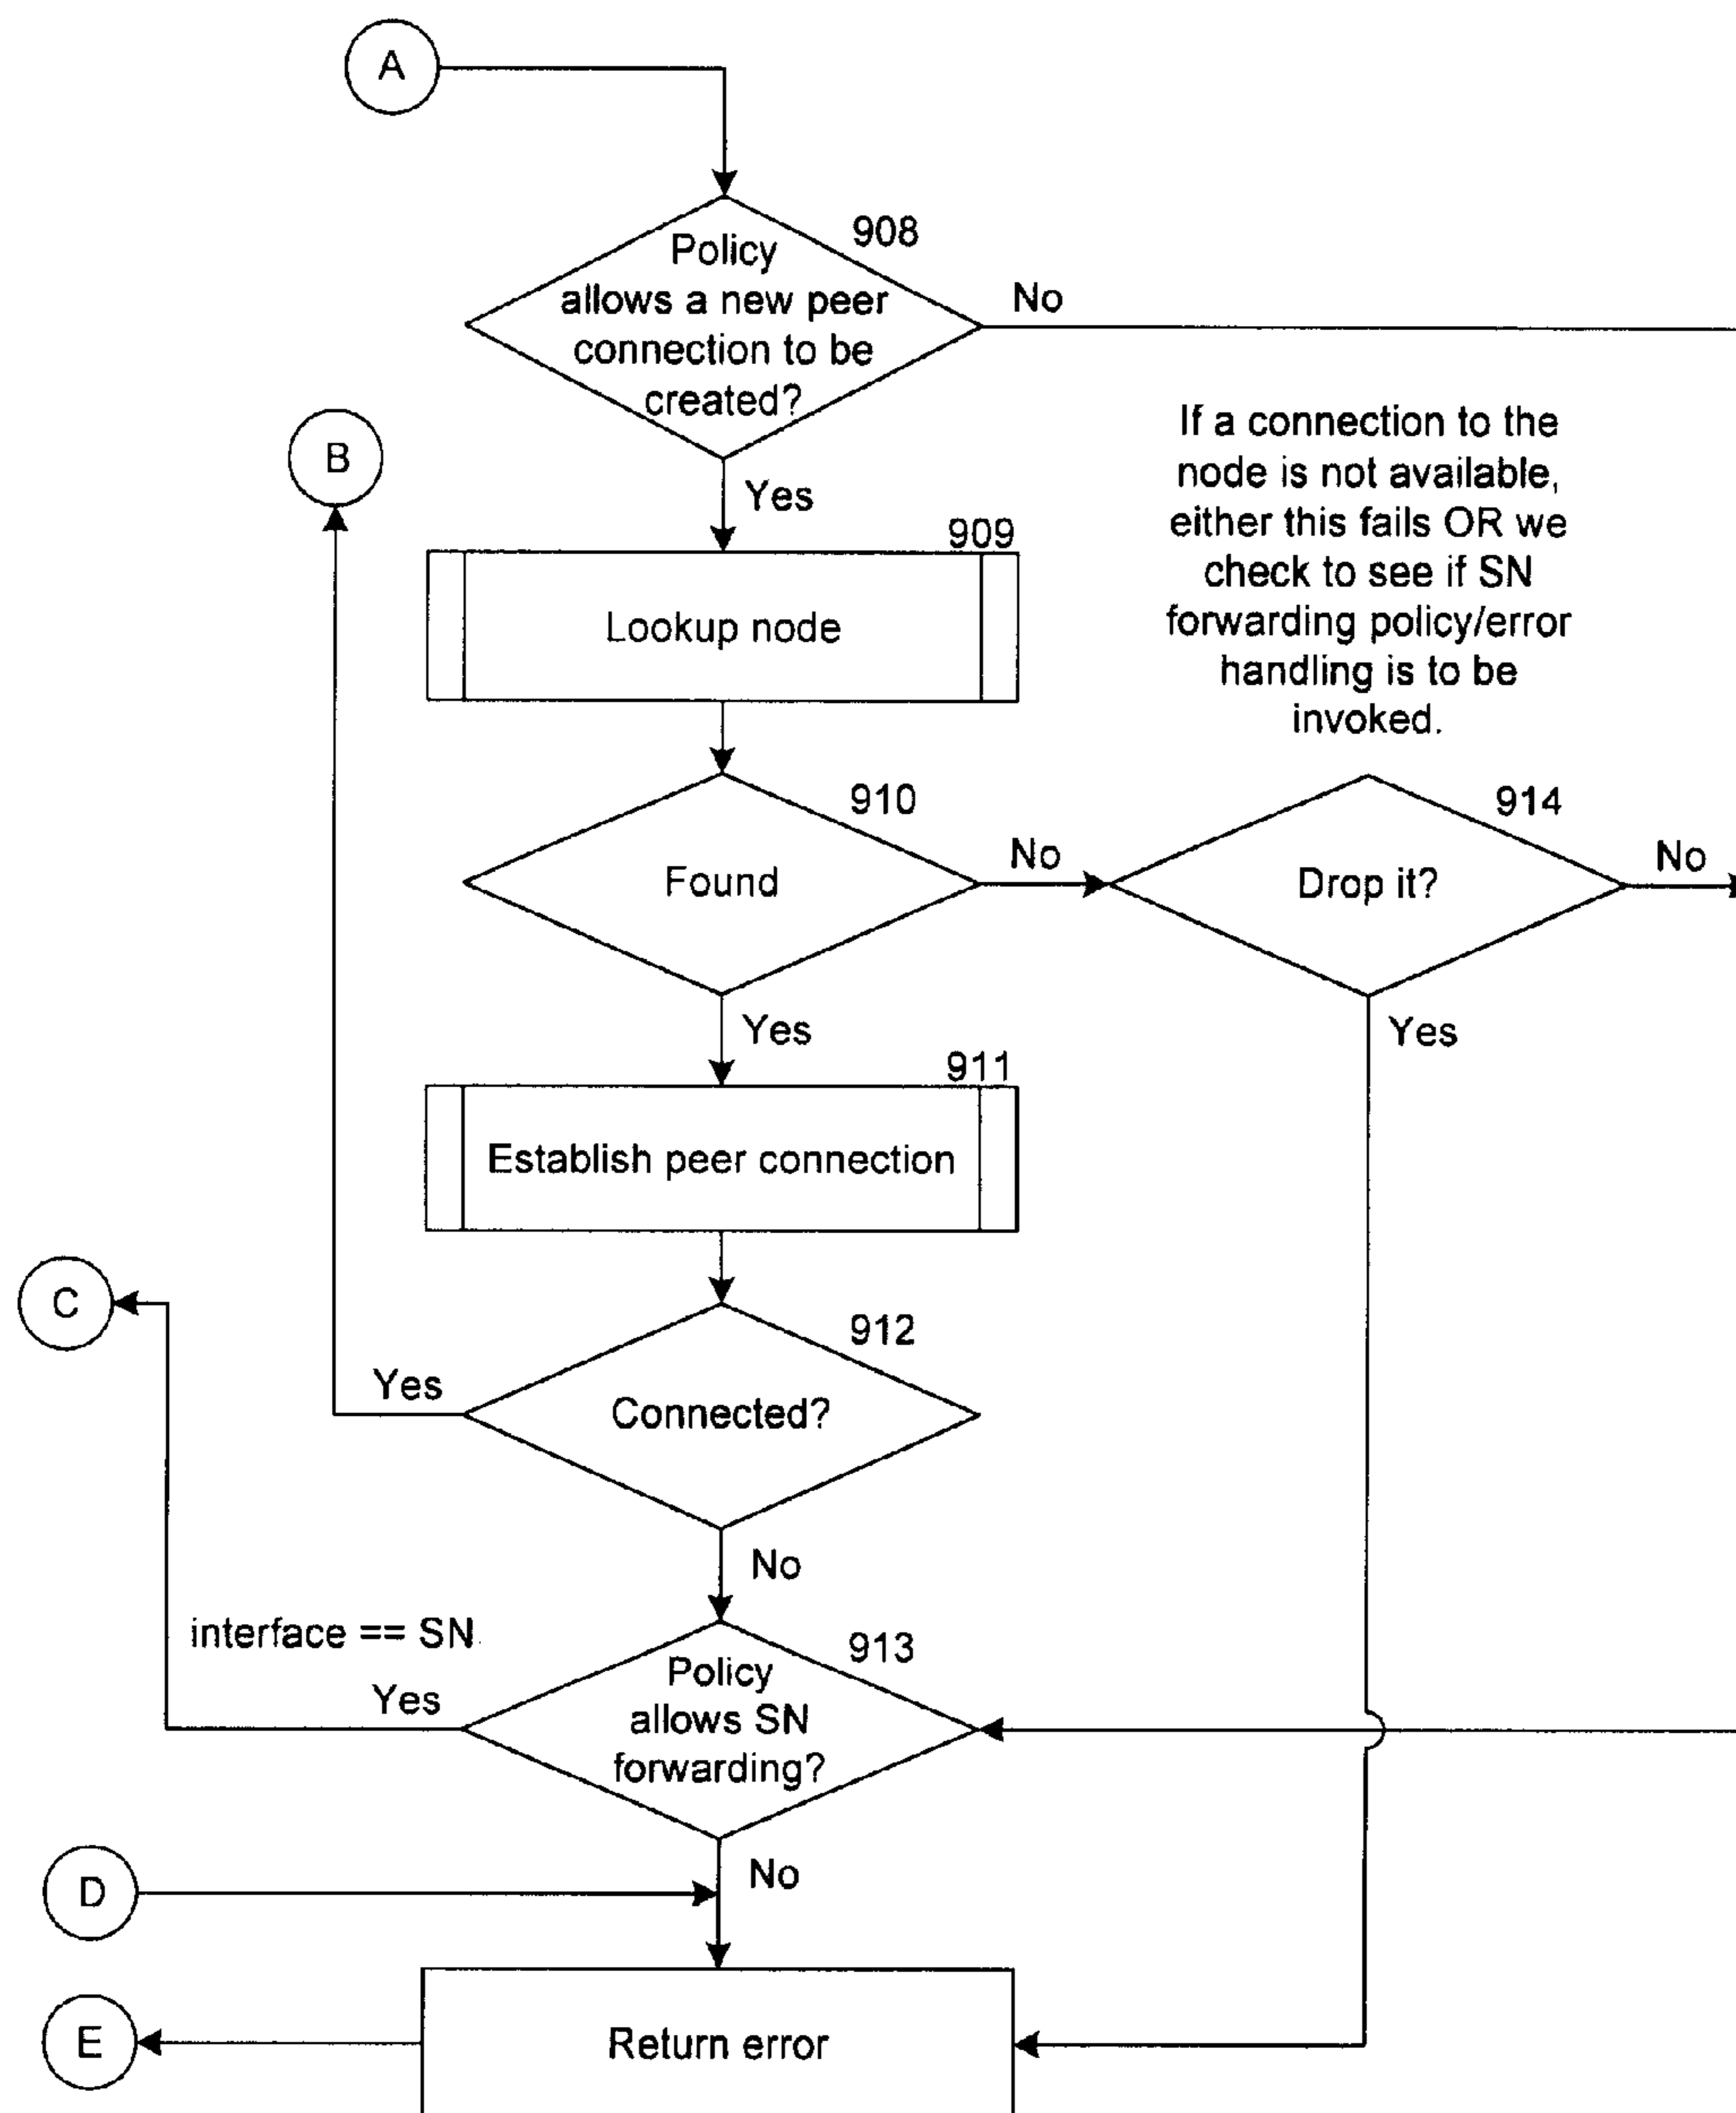 A
908
Policy
allows a new peer
connection to be
created?
No
Yes
B
If a connection to the
node is not available,
either this fails OR we
check to see if SN
forwarding policy/error
handling is to be
invoked.
909
Lookup node
910
Found
No
914
Drop it?
No
Yes
Yes
911
Establish peer connection
C
912
Connected?
Yes
No
interface == SN
913
Policy
allows SN
forwarding?
Yes
No
D
Return error
E